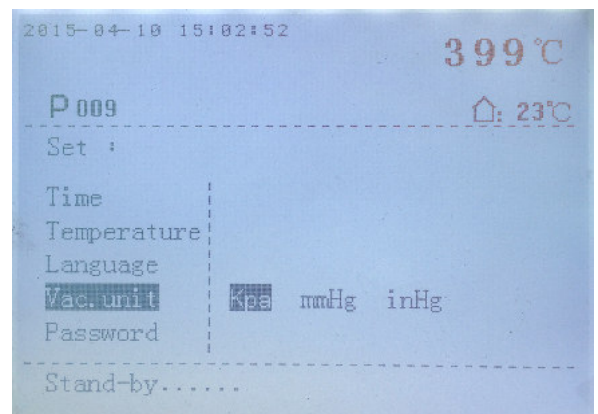 2015-04-10 15:02:52
399℃
P 009
: 23℃
Set :
Time
Temperature
Language
Vac.unit Kpa mmHg inHg
Password
Stand-by......